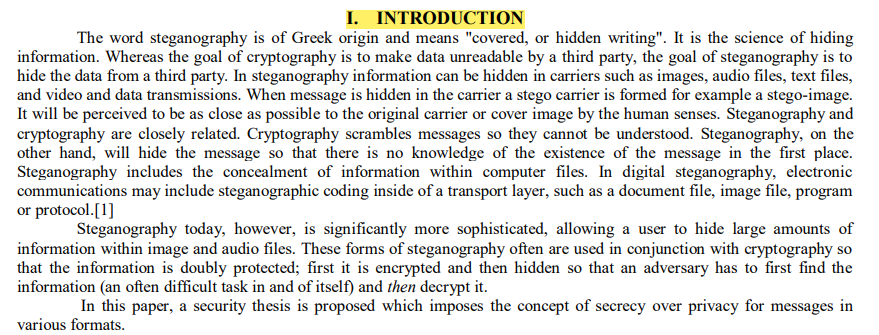 I. INTRODUCTION
The word steganography is of Greek origin and means "covered, or hidden writing". It is the science of hiding
information. Whereas the goal of cryptography is to make data unreadable by a third party, the goal of steganography is to
hide the data from a third party. In steganography information can be hidden in carriers such as images, audio files, text files,
and video and data transmissions. When message is hidden in the carrier a stego carrier is formed for example a stego-image.
It will be perceived to be as close as possible to the original carrier or cover image by the human senses. Steganography and
cryptography are closely related. Cryptography scrambles messages so they cannot be understood. Steganography, on the
other hand, will hide the message so that there is no knowledge of the existence of the message in the first place.
Steganography includes the concealment of information within computer files. In digital steganography, electronic
communications may include steganographic coding inside of a transport layer, such as a document file, image file, program
or protocol.[1]
Steganography today, however, is significantly more sophisticated, allowing a user to hide large amounts of
information within image and audio files. These forms of steganography often are used in conjunction with cryptography so
that the information is doubly protected; first it is encrypted and then hidden so that an adversary has to first find the
information (an often difficult task in and of itself) and then decrypt it.
In this paper, a security thesis is proposed which imposes the concept of secrecy over privacy for messages in
various formats.